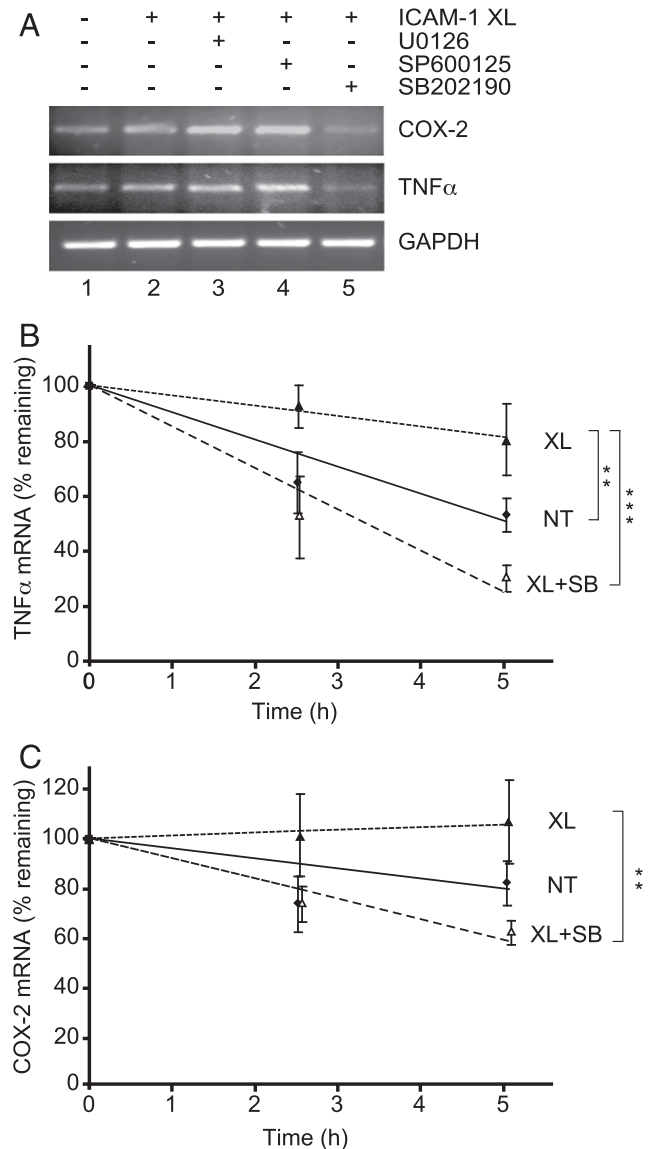 A
- + + + + ICAM-1 XL
- - + - - U0126
- - - + - SP600125
- - - - + SB202190
COX-2
TNFα
GAPDH
1 2 3 4 5
B
TNFα mRNA (% remaining)
100
80
60
40
20
0
XL
NT
XL+SB
**
***
0 1 2 3 4 5
Time (h)
C
COX-2 mRNA (% remaining)
120
100
80
60
40
20
0
XL
NT
XL+SB
**
0 1 2 3 4 5
Time (h)